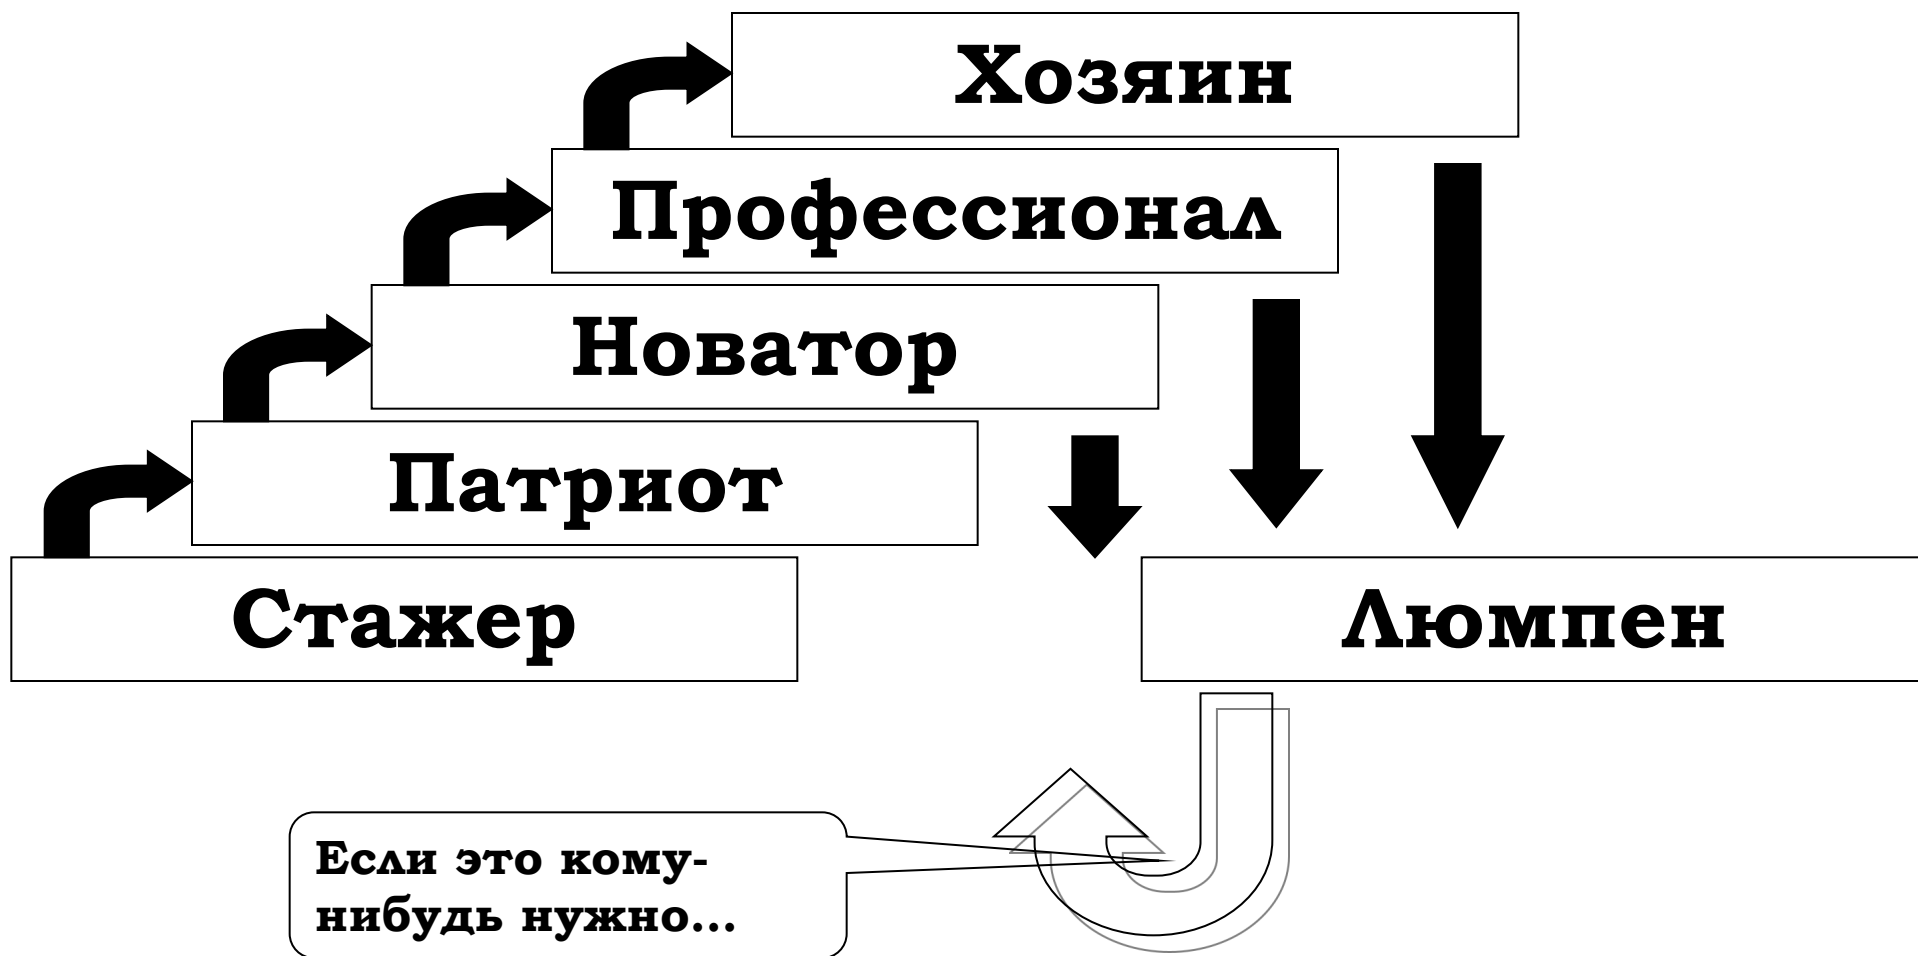 Хозяин
Профессионал
Новатор
Патриот
Стажер
Люмпен
Если это кому-
нибудь нужно...